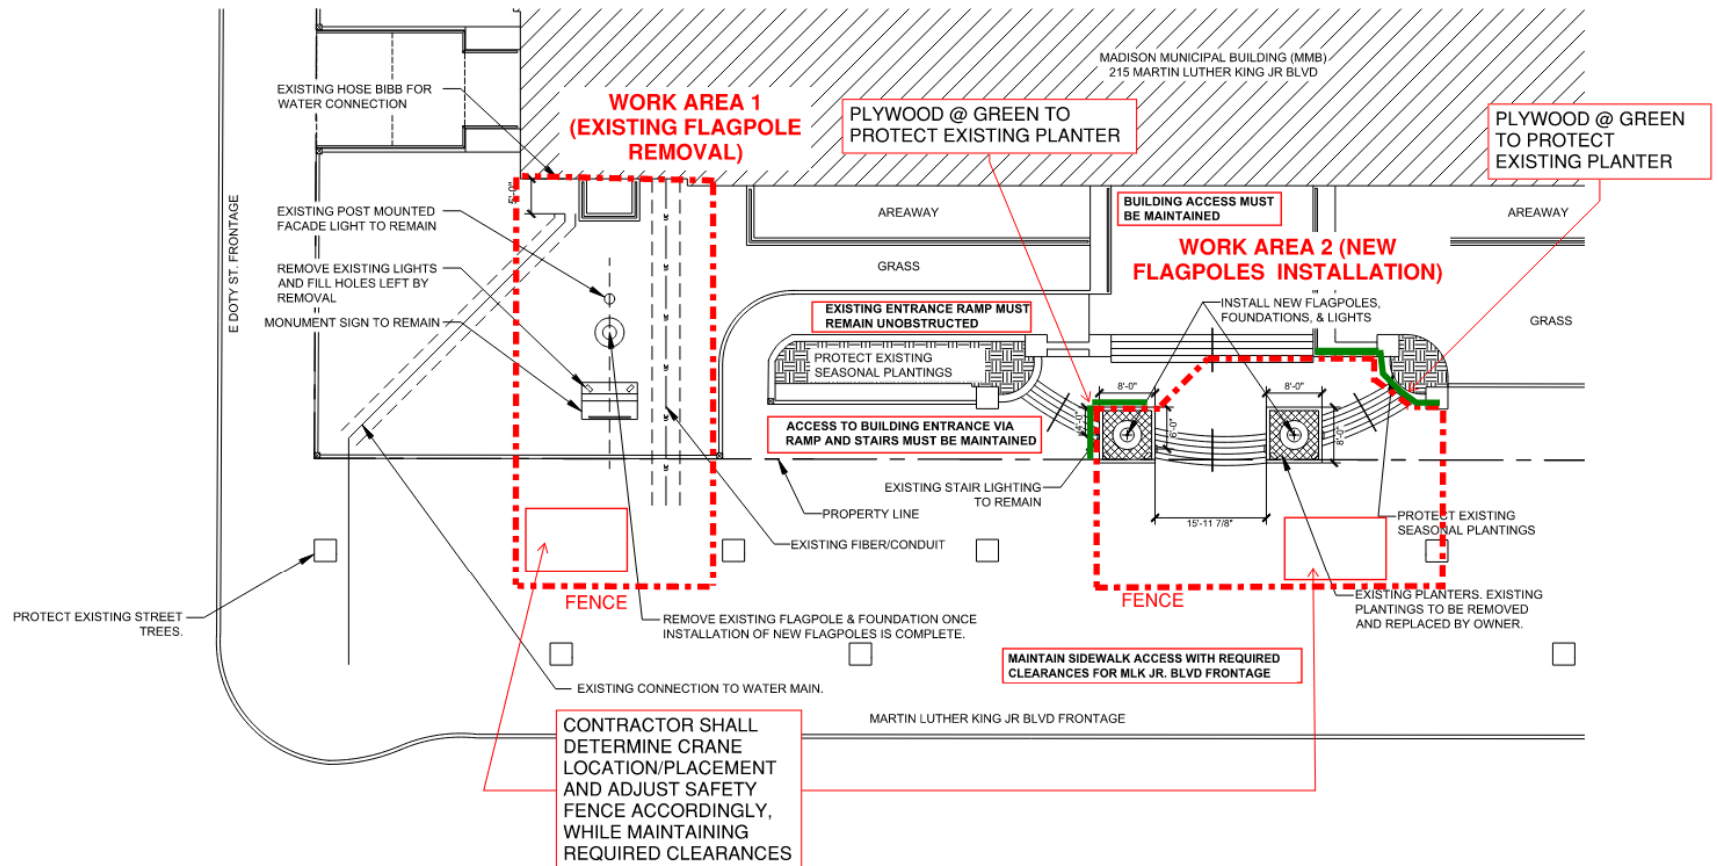 MADISON MUNICIPAL BUILDING (MMB)
215 MARTIN LUTHER KING JR BLVD
EXISTING HOSE BIBB FOR
WATER CONNECTION
WORK AREA 1
(EXISTING FLAGPOLE
REMOVAL)
PLYWOOD @ GREEN TO
PROTECT EXISTING PLANTER
PLYWOOD @ GREEN
TO PROTECT
EXISTING PLANTER
5'-0"
E DOTY ST. FRONTAGE
EXISTING POST MOUNTED
FACADE LIGHT TO REMAIN
AREAWAY
BUILDING ACCESS MUST
BE MAINTAINED
AREAWAY
WORK AREA 2 (NEW
FLAGPOLES INSTALLATION)
GRASS
REMOVE EXISTING LIGHTS
AND FILL HOLES LEFT BY
REMOVAL
MONUMENT SIGN TO REMAIN
EXISTING ENTRANCE RAMP MUST
REMAIN UNOBSTRUCTED
INSTALL NEW FLAGPOLES,
FOUNDATIONS, & LIGHTS
GRASS
PROTECT EXISTING
SEASONAL PLANTINGS
8'-0"
8'-0"
4'-0"
6'-0"
8'-0"
ACCESS TO BUILDING ENTRANCE VIA
RAMP AND STAIRS MUST BE MAINTAINED
EXISTING STAIR LIGHTING
TO REMAIN
PROPERTY LINE
15'-11 7/8"
PROTECT EXISTING
SEASONAL PLANTINGS
EXISTING FIBER/CONDUIT
FENCE
FENCE
EXISTING PLANTERS. EXISTING
PLANTINGS TO BE REMOVED
AND REPLACED BY OWNER.
PROTECT EXISTING STREET
TREES.
REMOVE EXISTING FLAGPOLE & FOUNDATION ONCE
INSTALLATION OF NEW FLAGPOLES IS COMPLETE.
MAINTAIN SIDEWALK ACCESS WITH REQUIRED
CLEARANCES FOR MLK JR. BLVD FRONTAGE
EXISTING CONNECTION TO WATER MAIN.
MARTIN LUTHER KING JR BLVD FRONTAGE
CONTRACTOR SHALL
DETERMINE CRANE
LOCATION/PLACEMENT
AND ADJUST SAFETY
FENCE ACCORDINGLY,
WHILE MAINTAINING
REQUIRED CLEARANCES